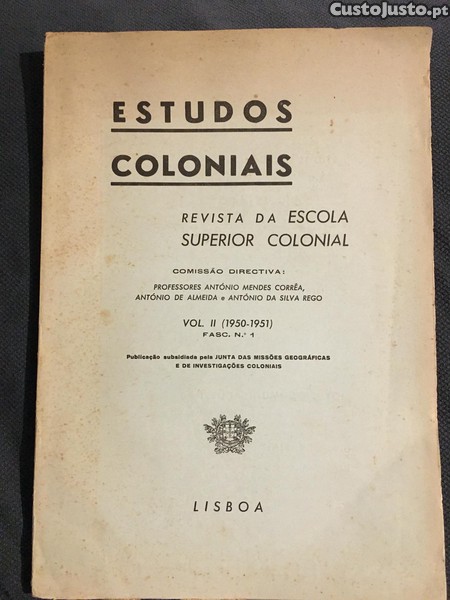 CustoJusto.pt
ESTUDOS
COLONIAIS
REVISTA DA ESCOLA
SUPERIOR COLONIAL
COMISSÃO DIRECTIVA:
PROFESSORES ANTÓNIO MENDES CORRÊA,
ANTÓNIO DE ALMEIDA e ANTÓNIO DA SILVA REGO
VOL. II (1950-1951)
FASC. N.º 1
Publicação subsidiada pela JUNTA DAS MISSÕES GEOGRÁFICAS
E DE INVESTIGAÇÕES COLONIAIS
LISBOA